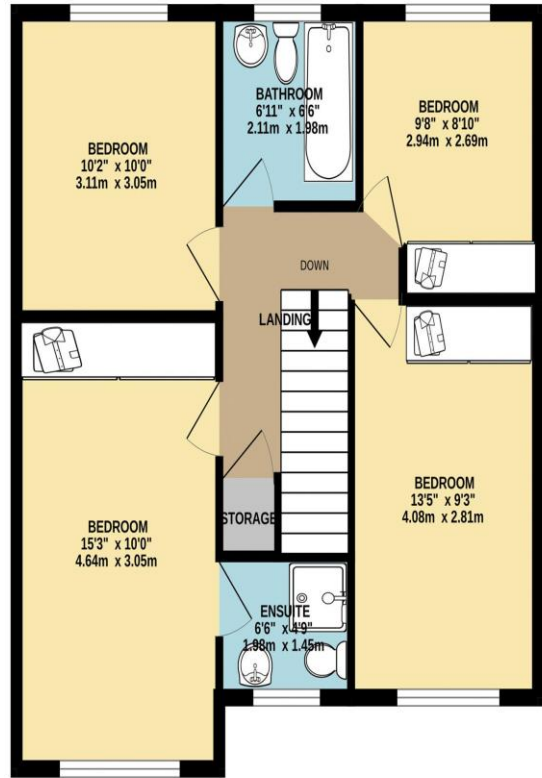 BEDROOM
10'2" x 10'0"
3.11m x 3.05m
BATHROOM
6'11" x 6'6"
2.11m x 1.98m
BEDROOM
9'8" x 8'10"
2.94m x 2.69m
DOWN
LANDING
BEDROOM
15'3" x 10'0"
4.64m x 3.05m
STORAGE
BEDROOM
13'5" x 9'3"
4.08m x 2.81m
ENSUITE
6'6" x 4'9"
1.98m x 1.45m